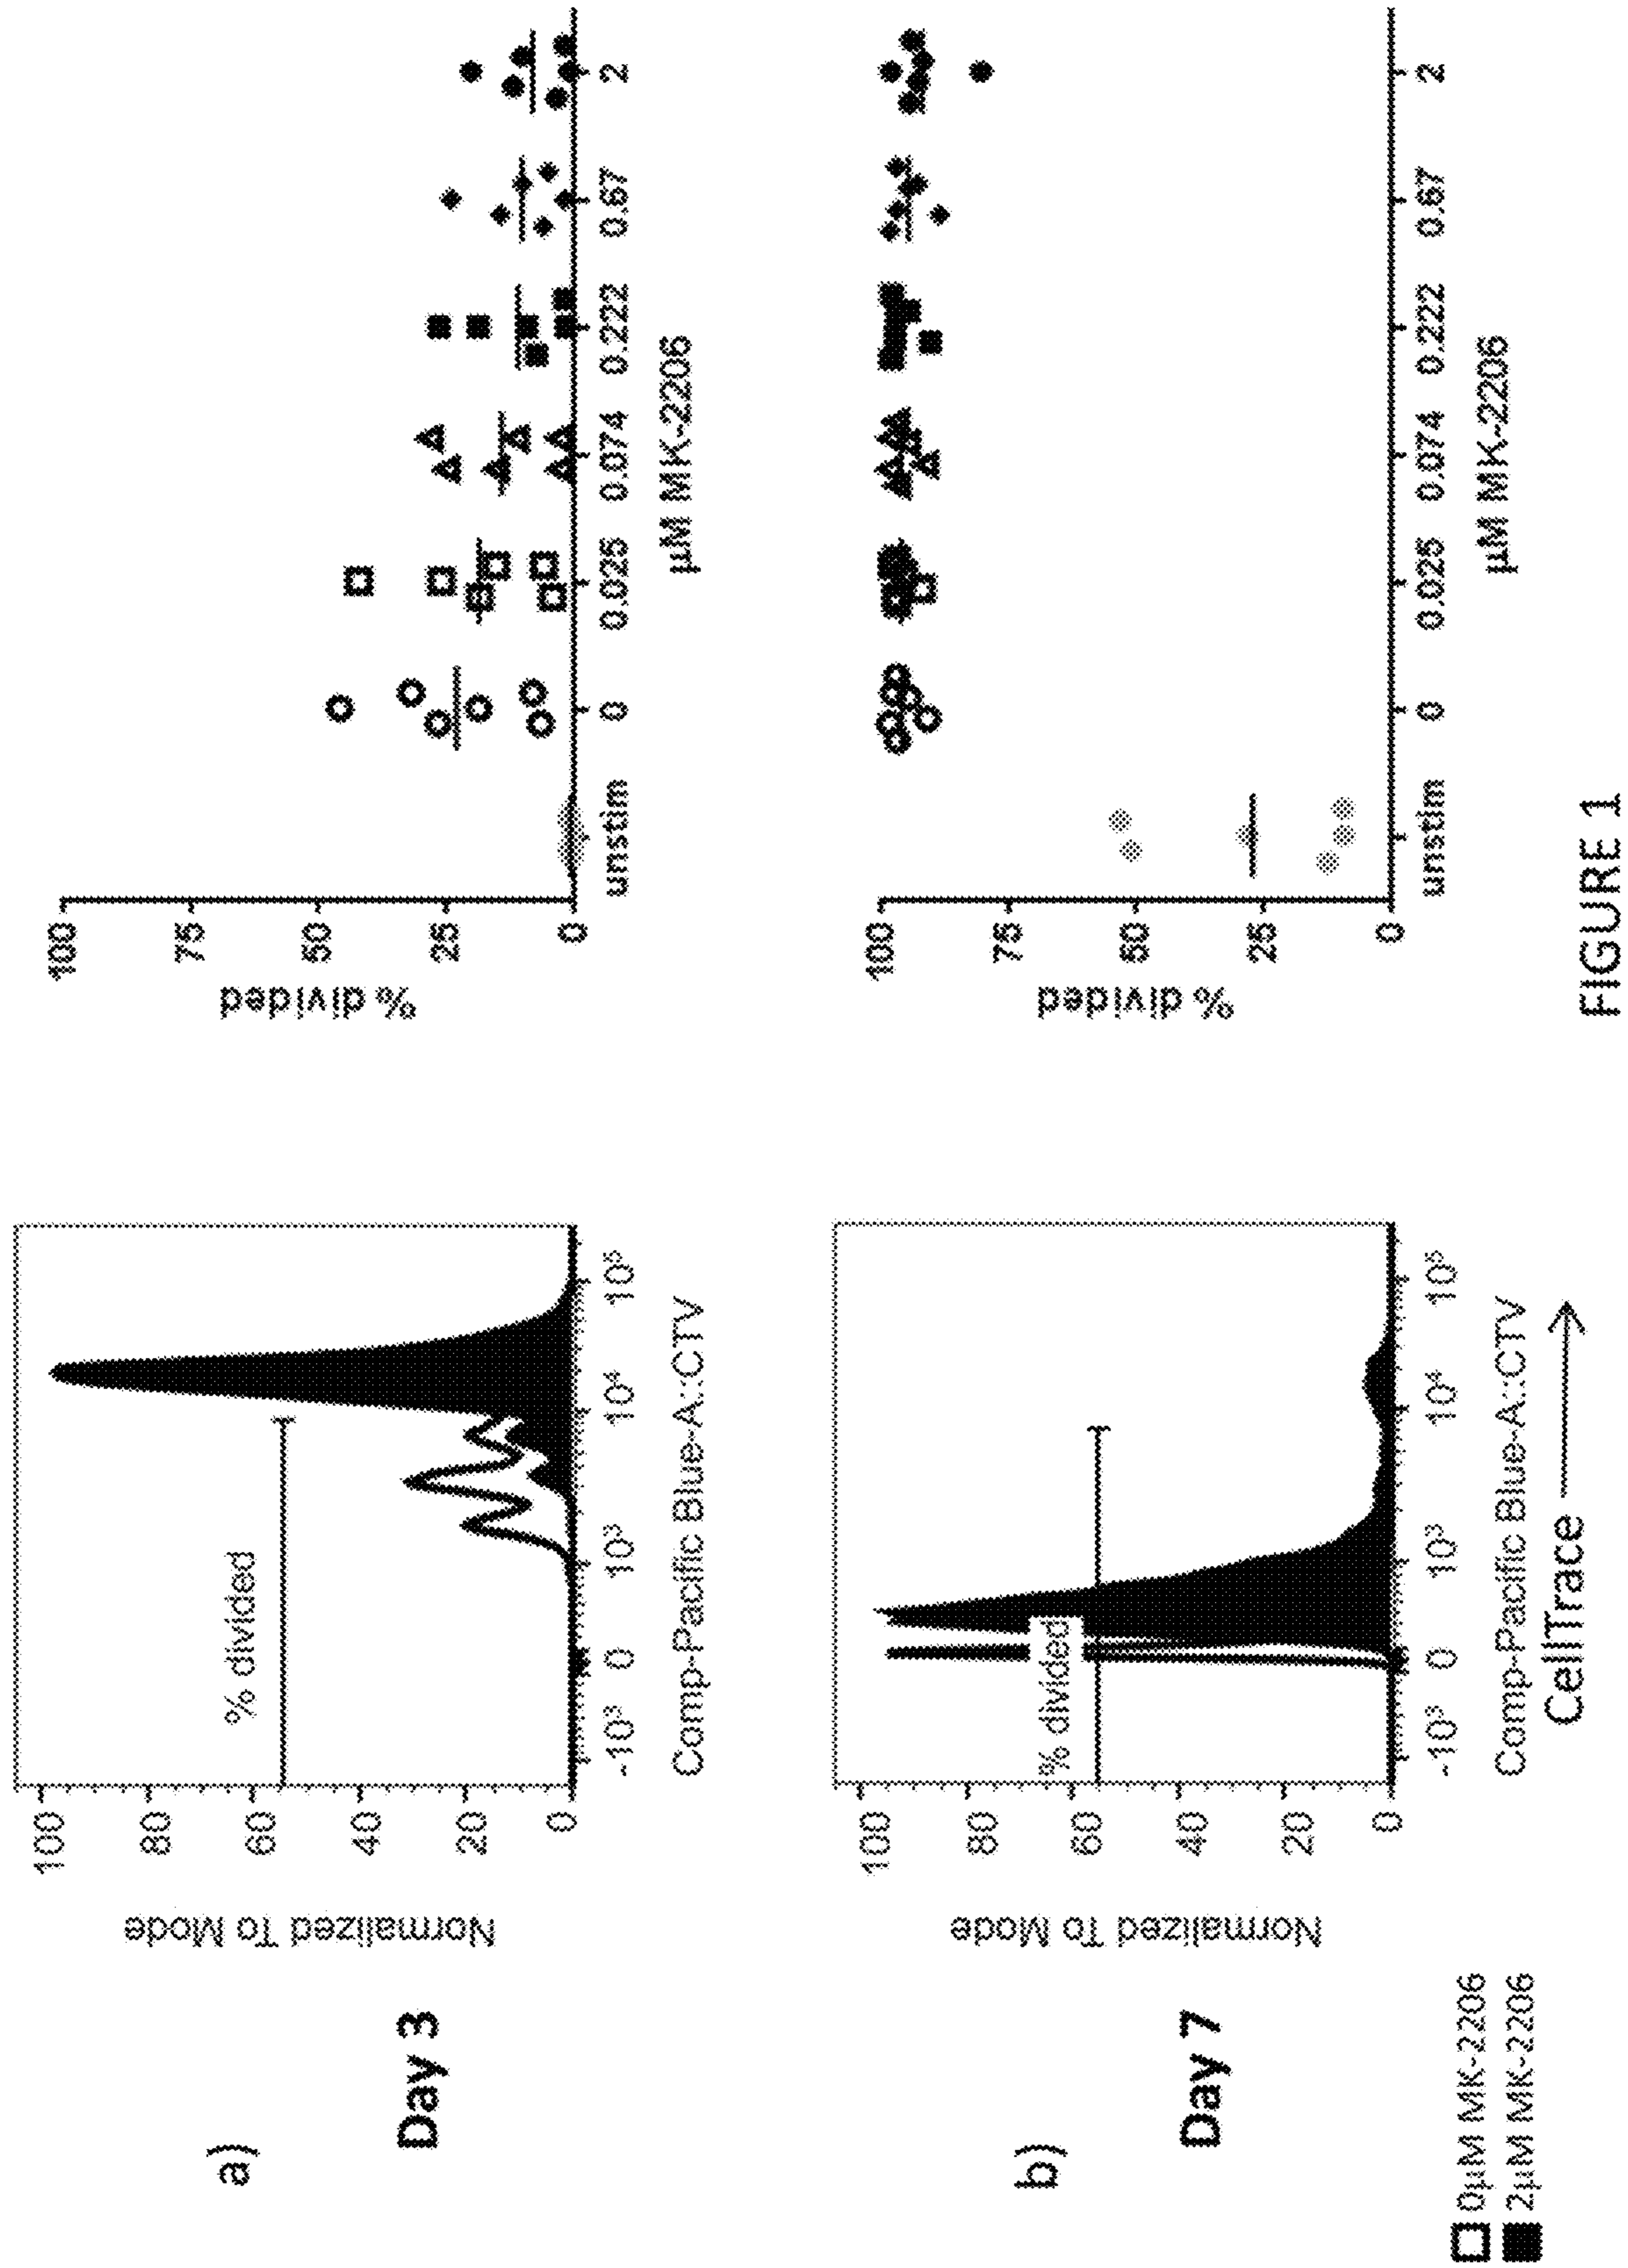 a)
Day 3
Normalized To Mode
100
80
60
40
20
0
% divided
-10³ 0 10³ 10⁴ 10⁵
Comp-Pacific Blue-A::CTV
% divided
100
75
50
25
0
unstim 0 0.025 0.074 0.222 0.67 2
µM MK-2206
b)
Day 7
Normalized To Mode
100
80
60
40
20
0
% divided
-10³ 0 10³ 10⁴ 10⁵
Comp-Pacific Blue-A::CTV
CellTrace
% divided
100
75
50
25
0
unstim 0 0.025 0.074 0.222 0.67 2
µM MK-2206
0µM MK-2206
2µM MK-2206
FIGURE 1